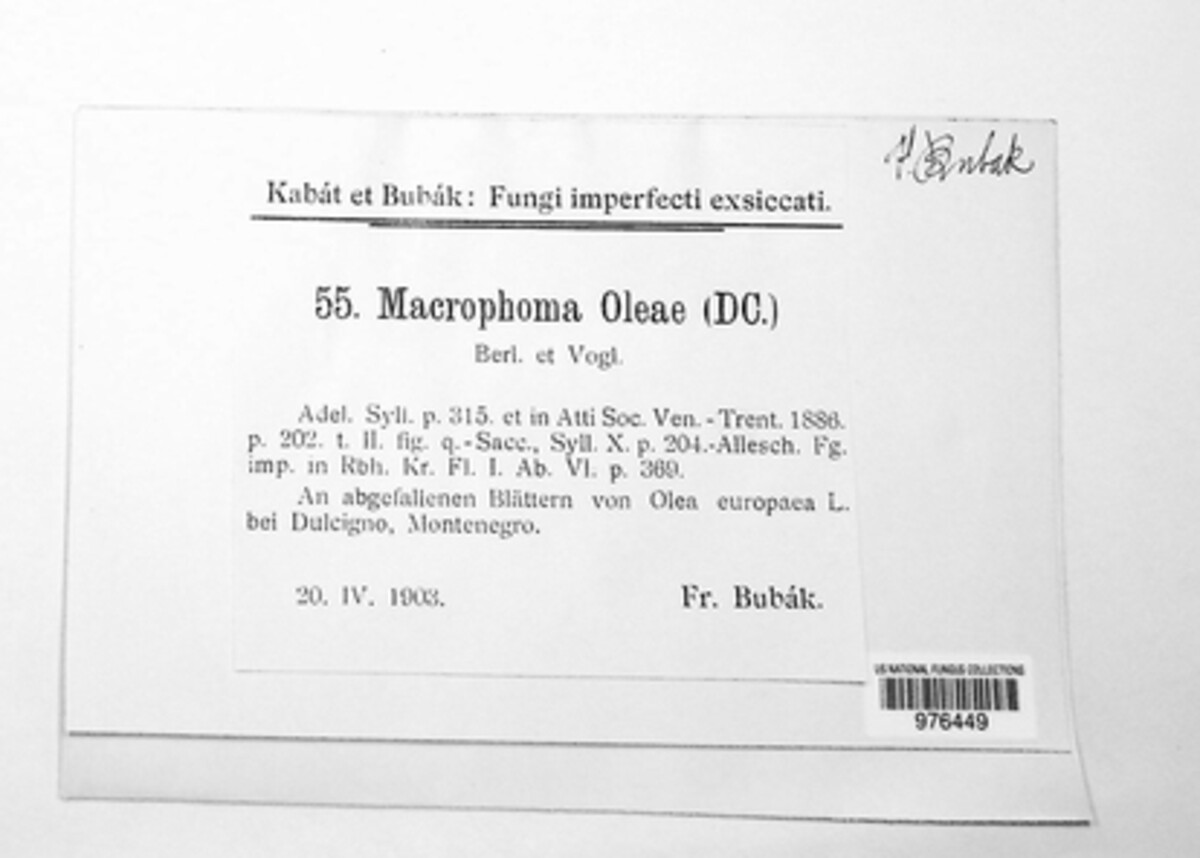 F. Bubak
Kabát et Bubák: Fungi imperfecti exsiccati.
55. Macrophoma Oleae (DC.)
Berl. et Vogl.
Adel. Syll. p. 315. et in Atti Soc. Ven.-Trent. 1886.
p. 202. t. II. fig. q.-Sacc., Syll. X. p. 204.-Allesch. Fg.
imp. in Rbh. Kr. Fl. I. Ab. VI. p. 369.
An abgefallenen Blättern von Olea europaea L.
bei Dulcigno, Montenegro.
20. IV. 1903. Fr. Bubák.
US NATIONAL FUNGUS COLLECTIONS
976449